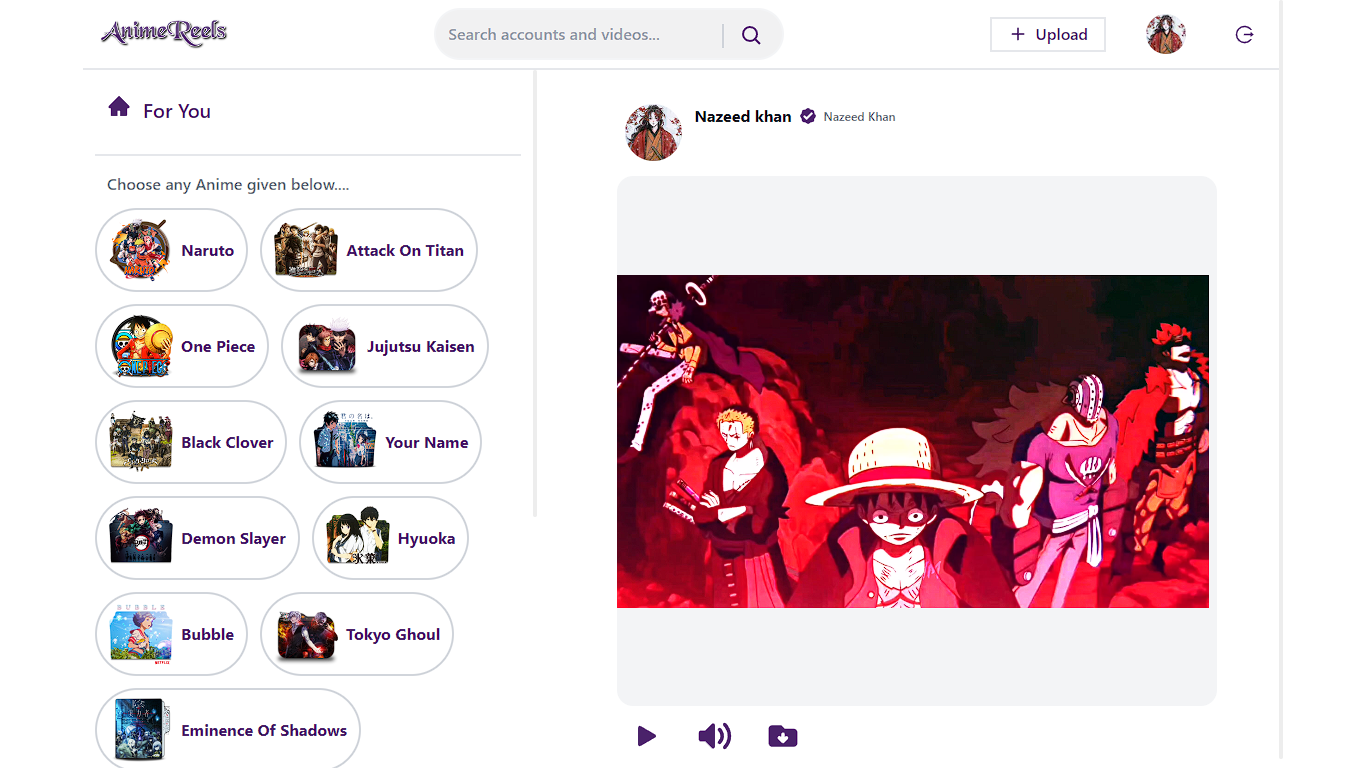 AnimeReels
Search accounts and videos...
Upload
For You
Nazeed khan Nazeed Khan
Choose any Anime given below....
Naruto
Attack On Titan
One Piece
Jujutsu Kaisen
Black Clover
Your Name
Demon Slayer
Hyuoka
BUBBLE
NETFLIX
Bubble
Tokyo Ghoul
Eminence Of Shadows